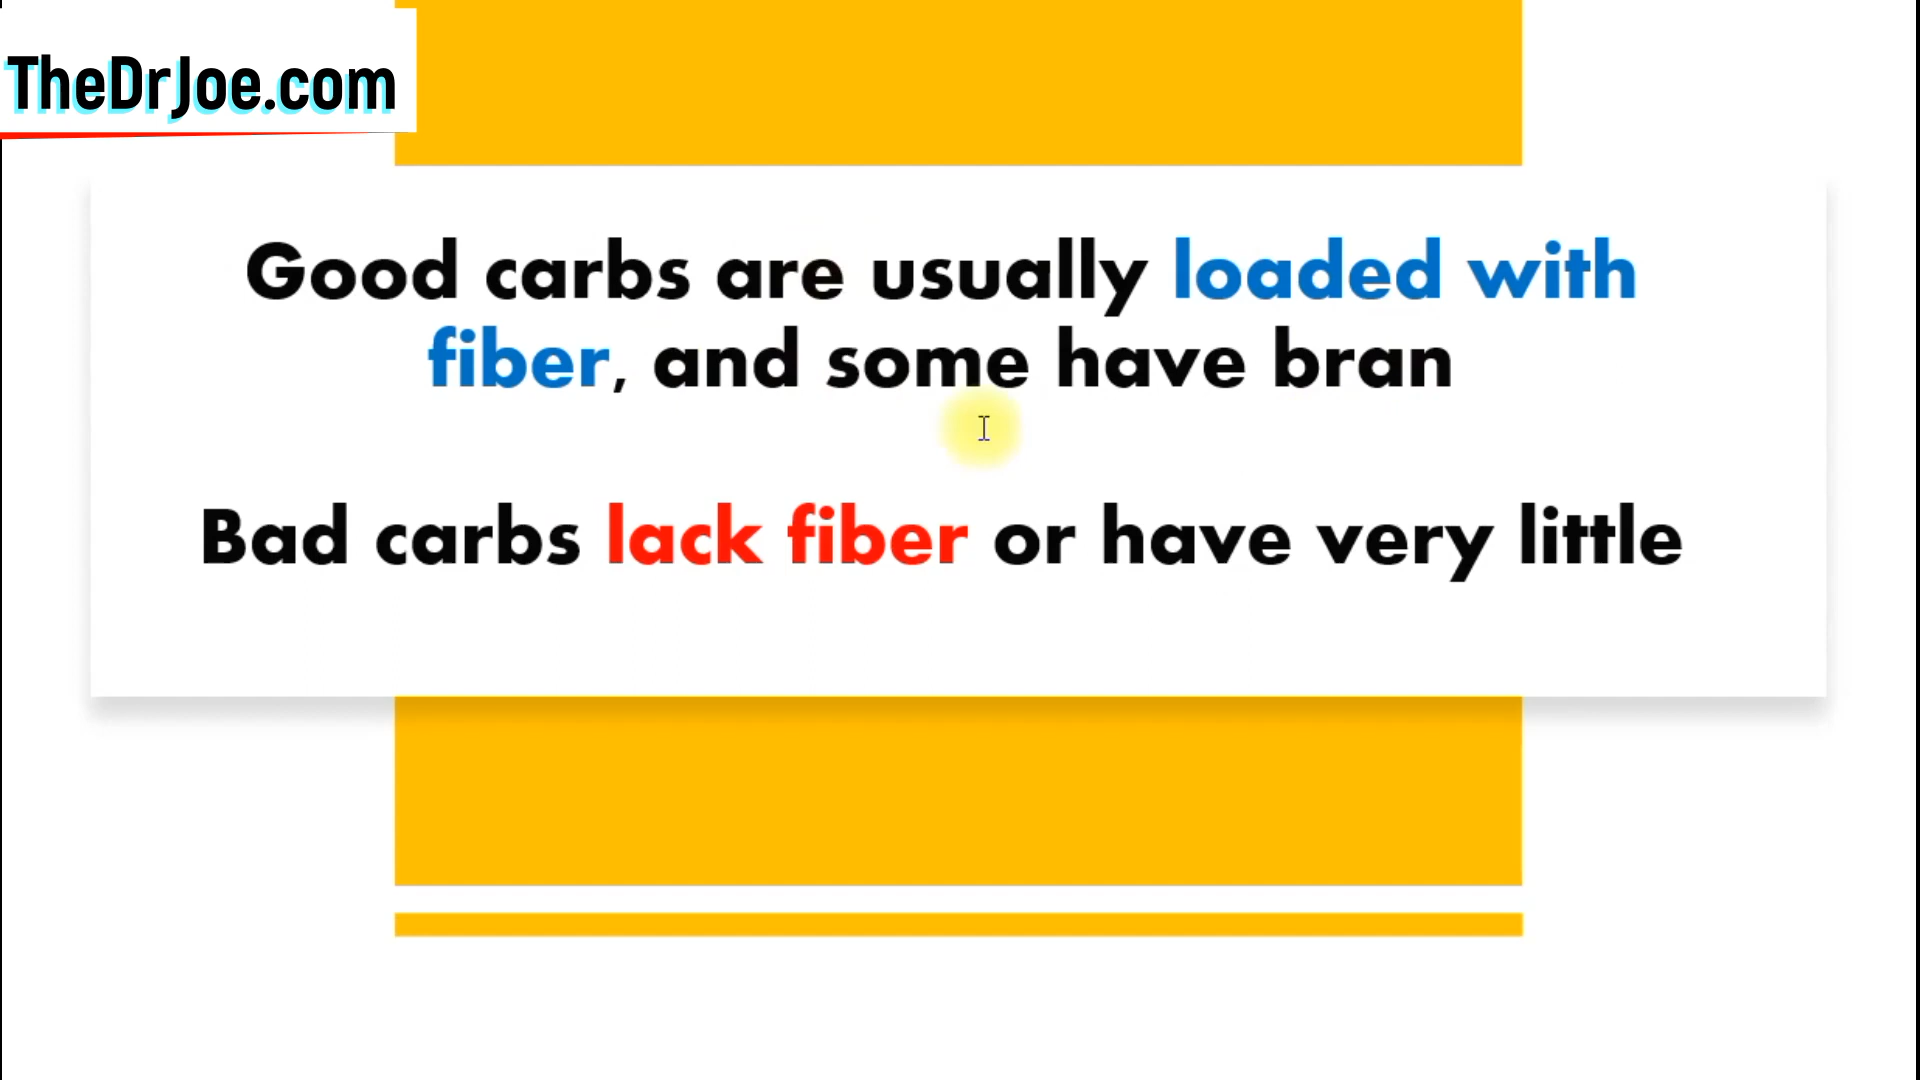 TheDrJoe.com
Good carbs are usually loaded with
fiber, and some have bran
Bad carbs lack fiber or have very little